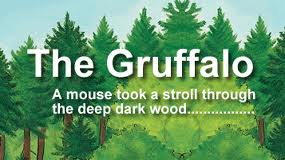 The Gruffalo
A mouse took a stroll through
the deep dark wood.................